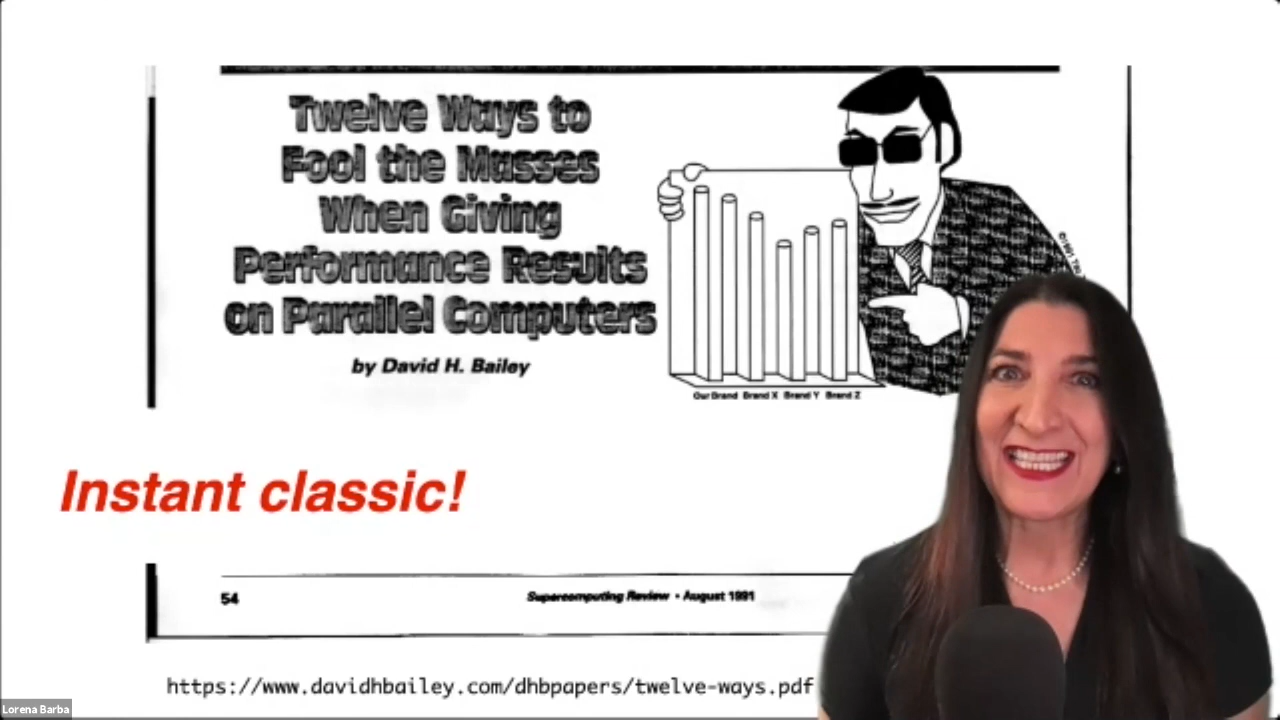 Twelve Ways to
Fool the Masses
When Giving
Performance Results
on Parallel Computers
by David H. Bailey
©1991
Our Brand Brand X Brand Y Brand Z
Instant classic!
54
Supercomputing Review • August 1991
https://www.davidhbailey.com/dhbpapers/twelve-ways.pdf
Lorena Barba